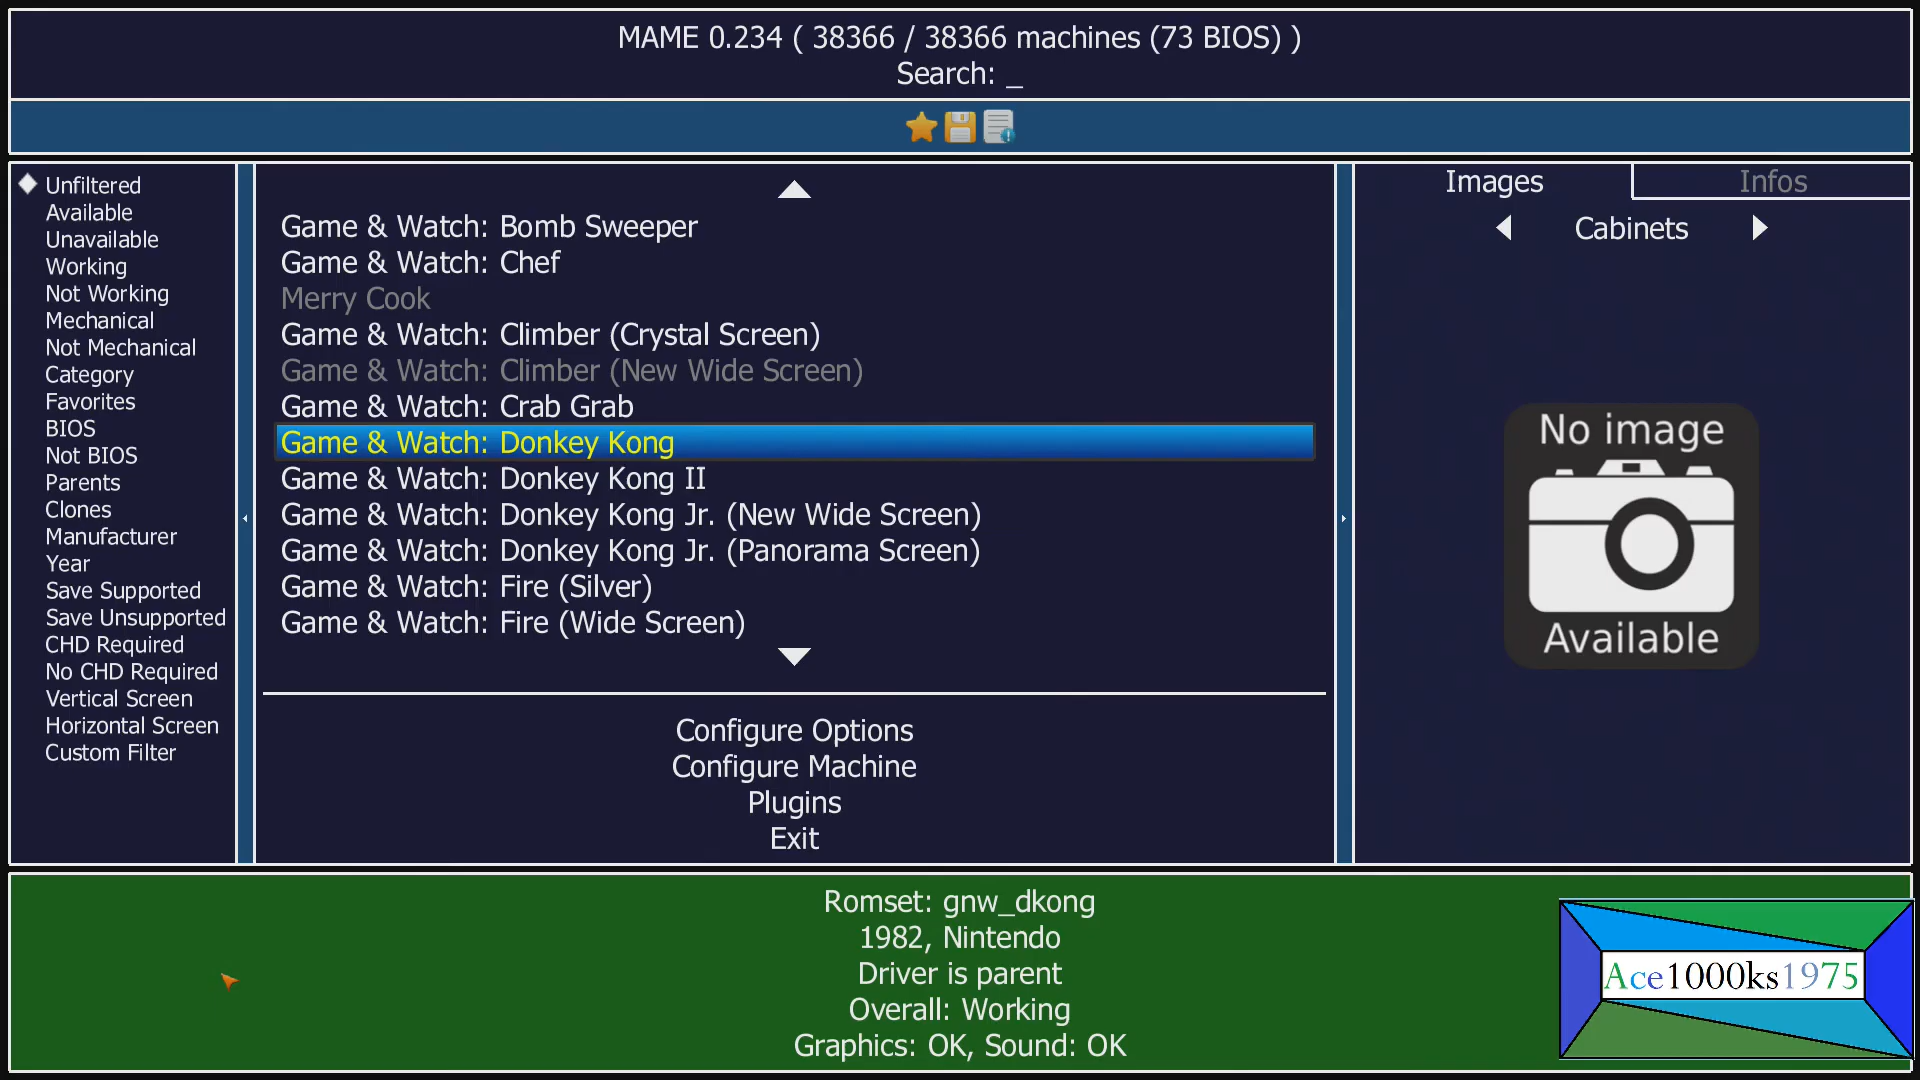 MAME 0.234 ( 38366 / 38366 machines (73 BIOS) )
Search: _
Unfiltered
Available
Unavailable
Working
Not Working
Mechanical
Not Mechanical
Category
Favorites
BIOS
Not BIOS
Parents
Clones
Manufacturer
Year
Save Supported
Save Unsupported
CHD Required
No CHD Required
Vertical Screen
Horizontal Screen
Custom Filter
Game & Watch: Bomb Sweeper
Game & Watch: Chef
Merry Cook
Game & Watch: Climber (Crystal Screen)
Game & Watch: Climber (New Wide Screen)
Game & Watch: Crab Grab
Game & Watch: Donkey Kong
Game & Watch: Donkey Kong II
Game & Watch: Donkey Kong Jr. (New Wide Screen)
Game & Watch: Donkey Kong Jr. (Panorama Screen)
Game & Watch: Fire (Silver)
Game & Watch: Fire (Wide Screen)
Configure Options
Configure Machine
Plugins
Exit
Images
Infos
Cabinets
No image
Available
Romset: gnw_dkong
1982, Nintendo
Driver is parent
Overall: Working
Graphics: OK, Sound: OK
Ace1000ks1975